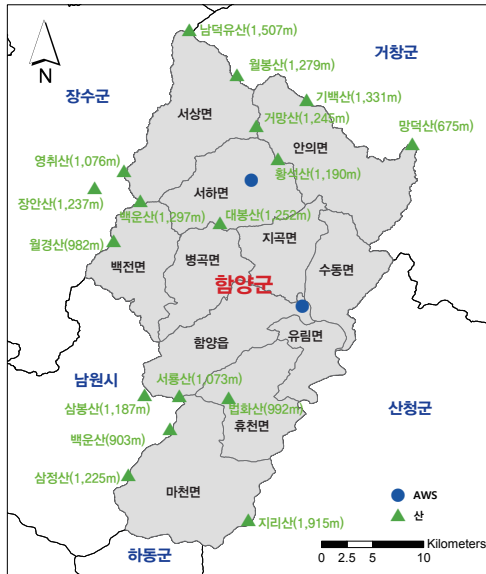 남덕유산(1,507m)
거창군
월봉산(1,279m)
N
장수군
기백산(1,331m)
서상면
거망산(1,245m)
망덕산(675m)
안의면
영취산(1,076m)
황석산(1,190m)
서하면
장안산(1,237m)
백운산(1,297m)
대봉산(1,252m)
지곡면
월경산(982m)
병곡면
백전면
수동면
함양군
유림면
함양읍
남원시
서룡산(1,073m)
삼봉산(1,187m)
법화산(992m)
산청군
휴천면
백운산(903m)
삼정산(1,225m)
마천면
AWS
산
지리산(1,915m)
하동군
Kilometers
0 2.5 5 10